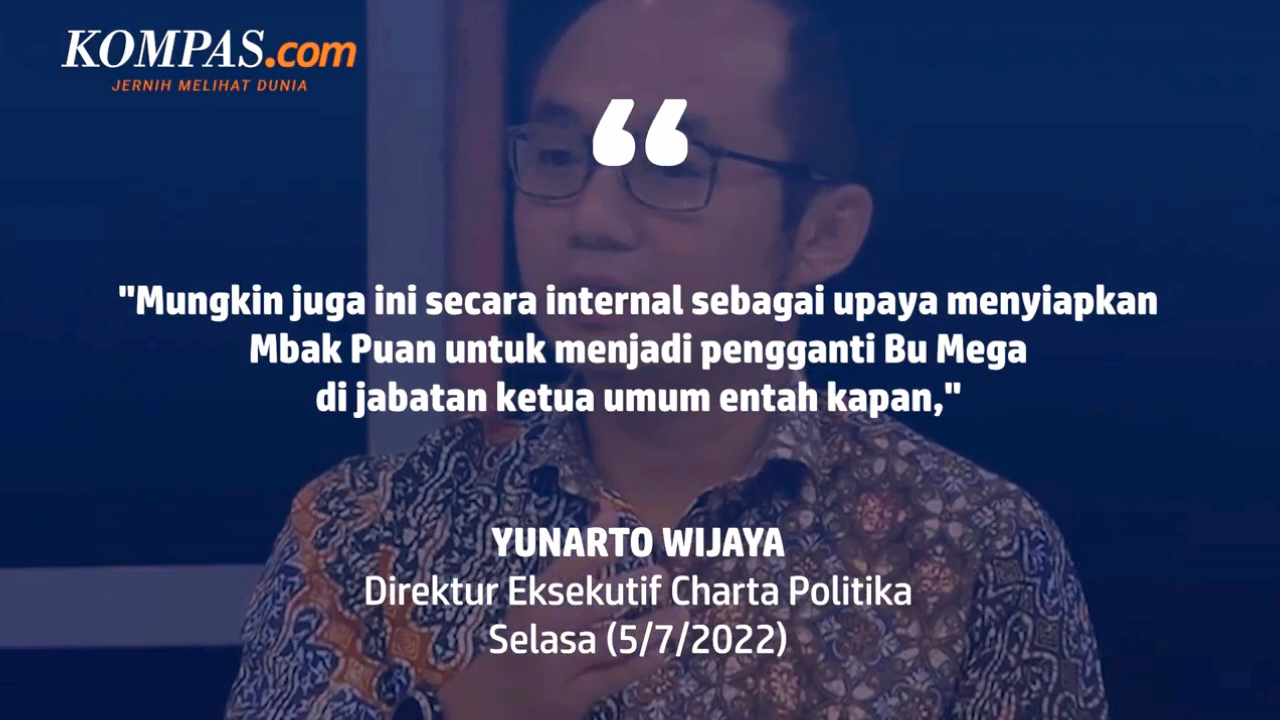 KOMPAS.com
JERNIH MELIHAT DUNIA
“
"Mungkin juga ini secara internal sebagai upaya menyiapkan
Mbak Puan untuk menjadi pengganti Bu Mega
di jabatan ketua umum entah kapan,"
YUNARTO WIJAYA
Direktur Eksekutif Charta Politika
Selasa (5/7/2022)